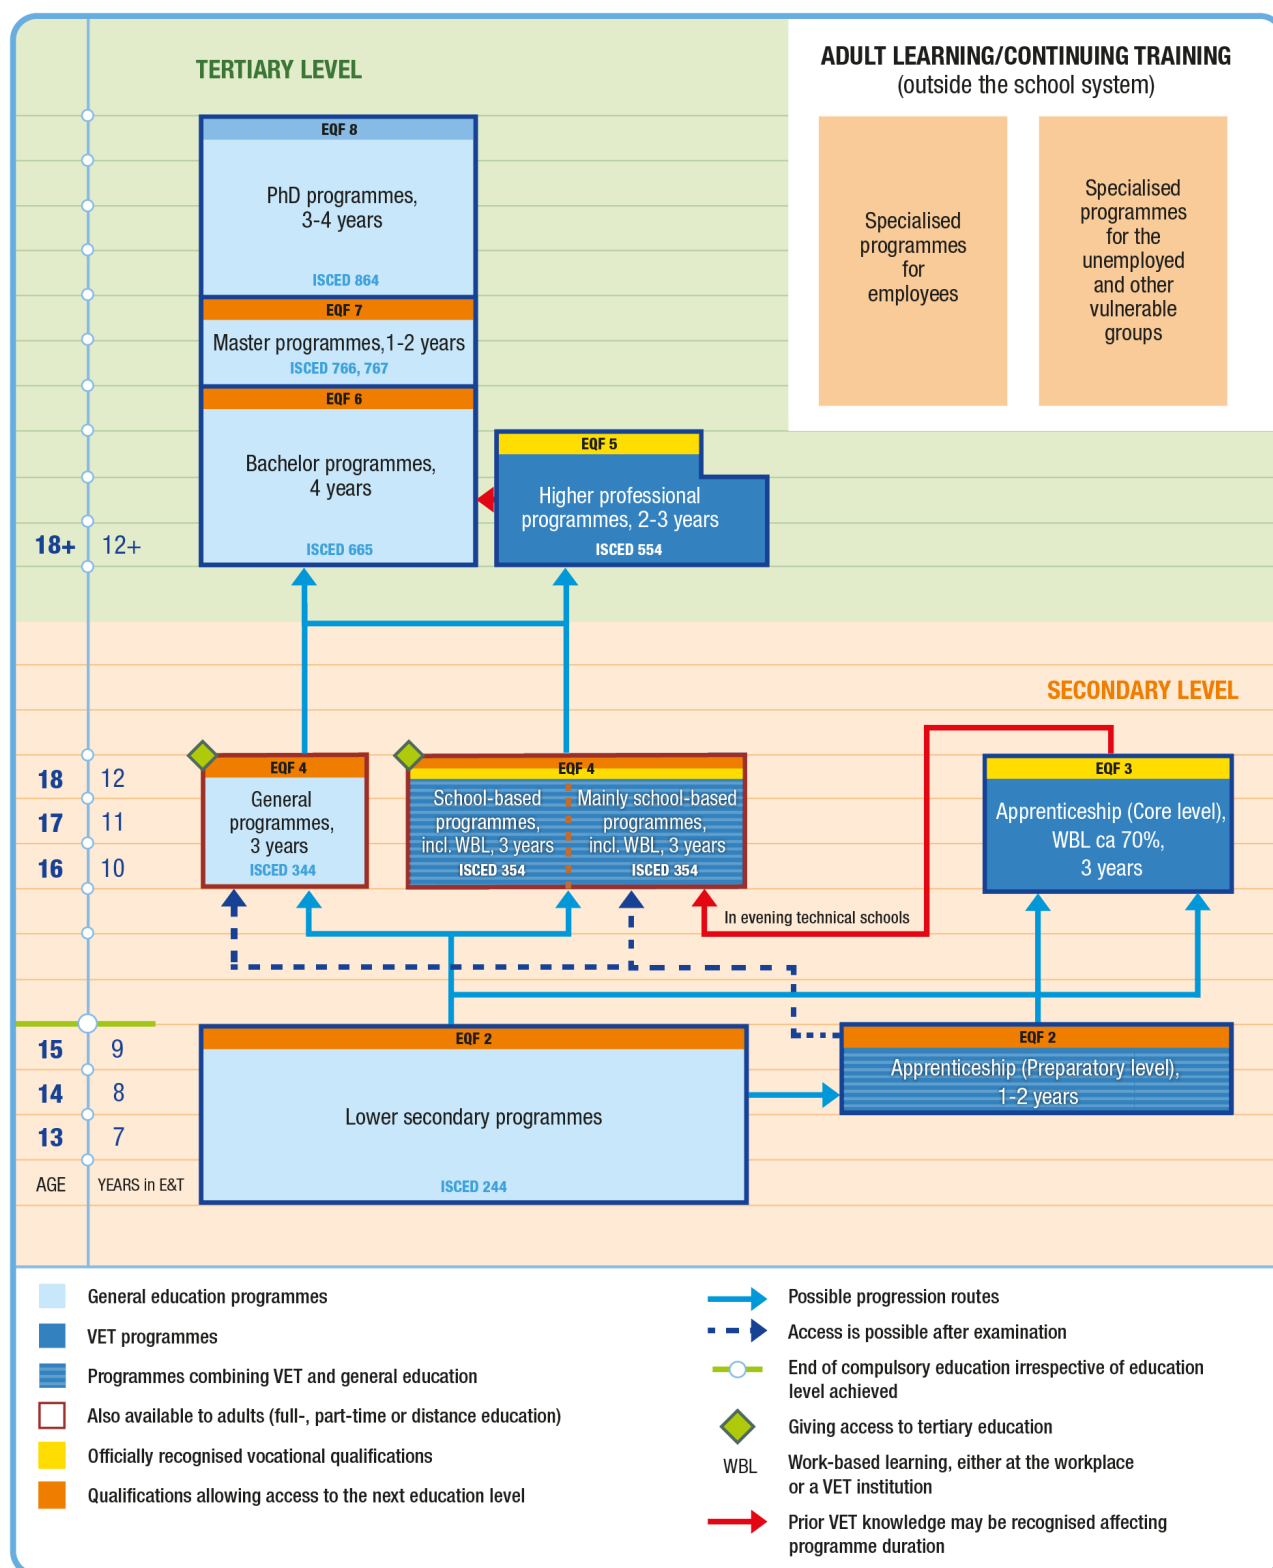 TERTIARY LEVEL
ADULT LEARNING/CONTINUING TRAINING
(outside the school system)
Specialised
programmes
for
employees
Specialised
programmes
for the
unemployed
and other
vulnerable
groups
EQF 8
PhD programmes,
3-4 years
ISCED 864
EQF 7
Master programmes,1-2 years
ISCED 766, 767
EQF 6
Bachelor programmes,
4 years
ISCED 665
EQF 5
Higher professional
programmes, 2-3 years
ISCED 554
18+ 12+
SECONDARY LEVEL
18 12
17 11
16 10
EQF 4
General
programmes,
3 years
ISCED 344
EQF 4
School-based
programmes,
incl. WBL, 3 years
ISCED 354
Mainly school-based
programmes,
incl. WBL, 3 years
ISCED 354
EQF 3
Apprenticeship (Core level),
WBL ca 70%,
3 years
In evening technical schools
15 9
14 8
13 7
AGE YEARS in E&T
EQF 2
Lower secondary programmes
ISCED 244
EQF 2
Apprenticeship (Preparatory level),
1-2 years
General education programmes
VET programmes
Programmes combining VET and general education
Also available to adults (full-, part-time or distance education)
Officially recognised vocational qualifications
Qualifications allowing access to the next education level
Possible progression routes
Access is possible after examination
End of compulsory education irrespective of education
level achieved
Giving access to tertiary education
WBL Work-based learning, either at the workplace
or a VET institution
Prior VET knowledge may be recognised affecting
programme duration